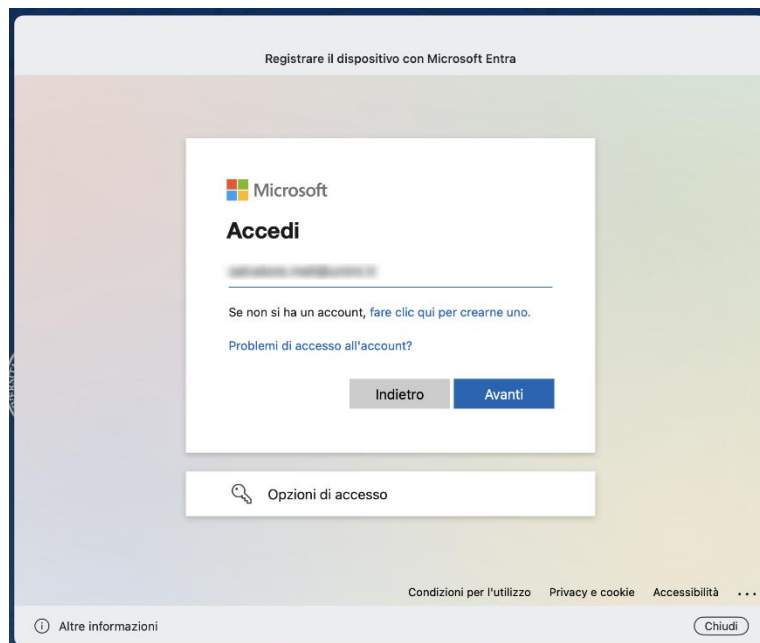 Registrare il dispositivo con Microsoft Entra
Microsoft
Accedi
Se non si ha un account, fare clic qui per crearne uno.
Problemi di accesso all'account?
Indietro
Avanti
Opzioni di accesso
Condizioni per l'utilizzo Privacy e cookie Accessibilità ...
Altre informazioni
Chiudi